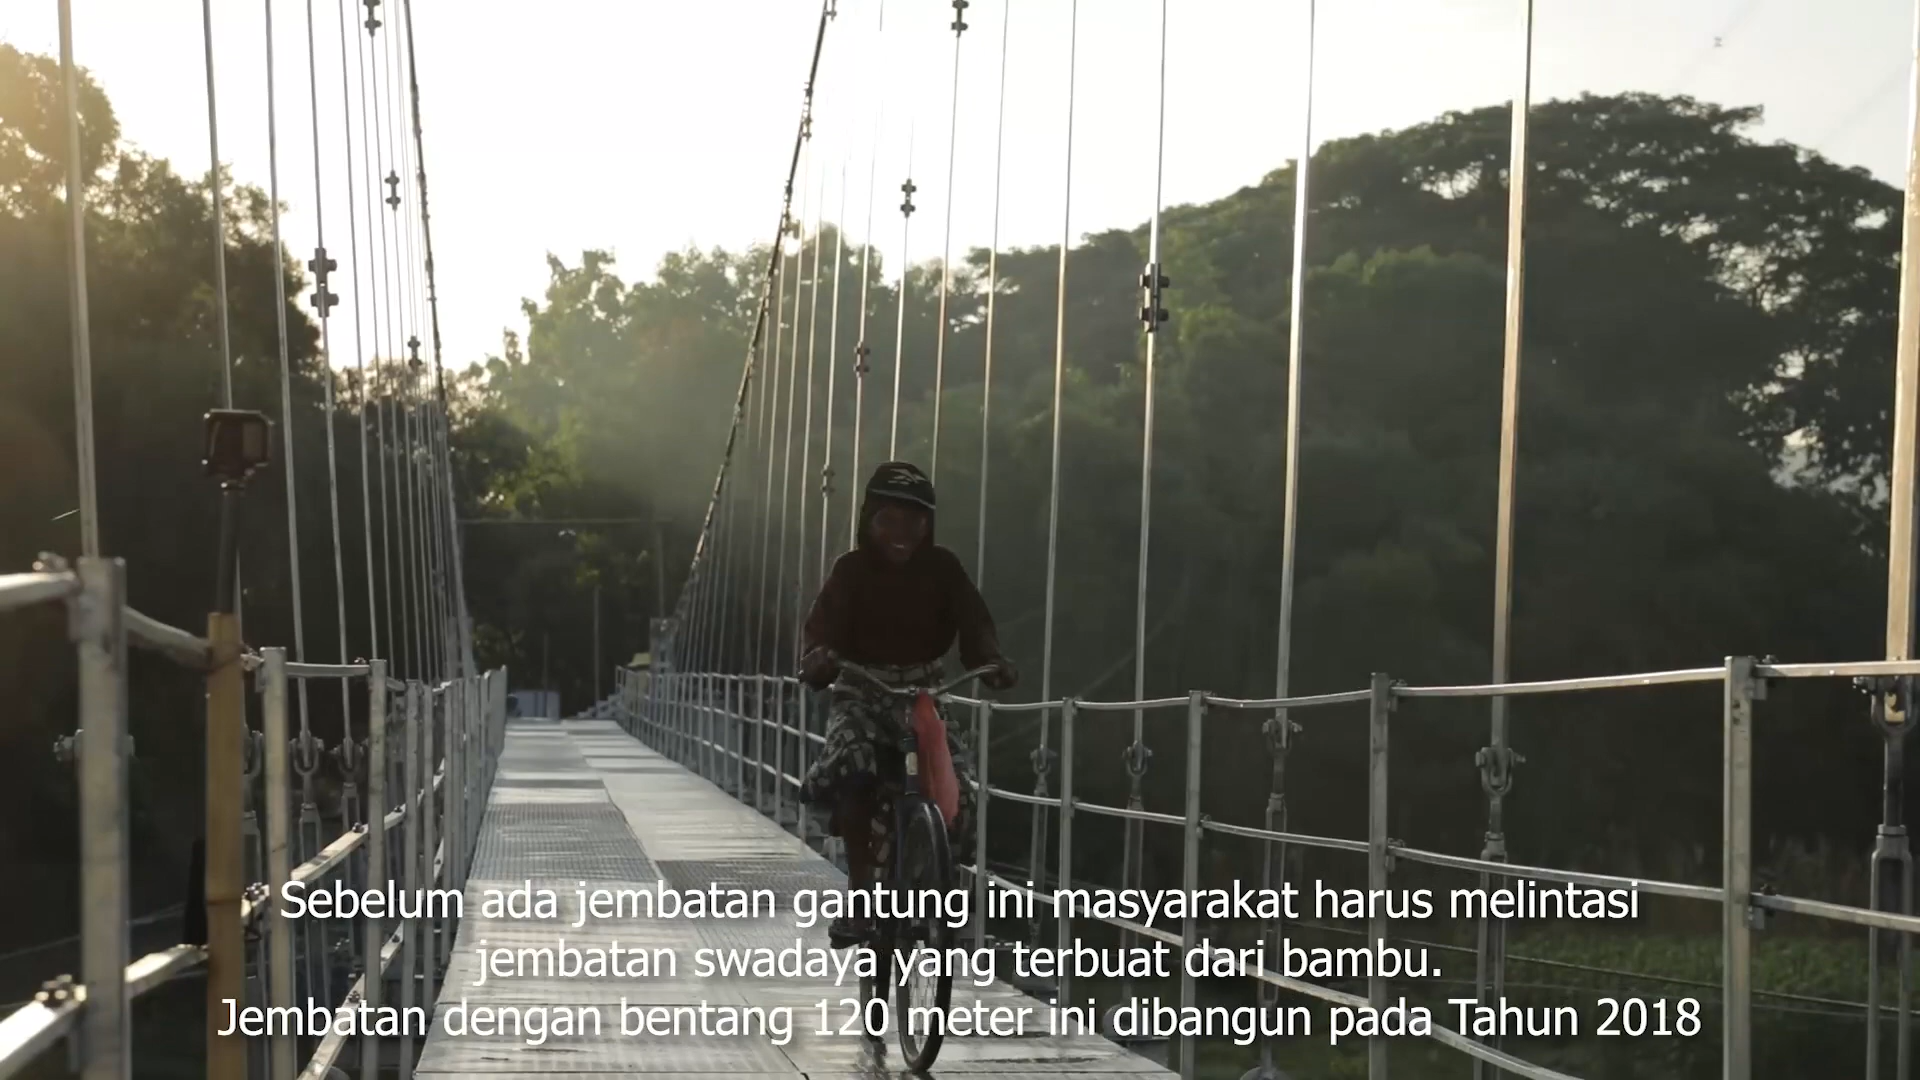 Sebelum ada jembatan gantung ini masyarakat harus melintasi
jembatan swadaya yang terbuat dari bambu.
Jembatan dengan bentang 120 meter ini dibangun pada Tahun 2018